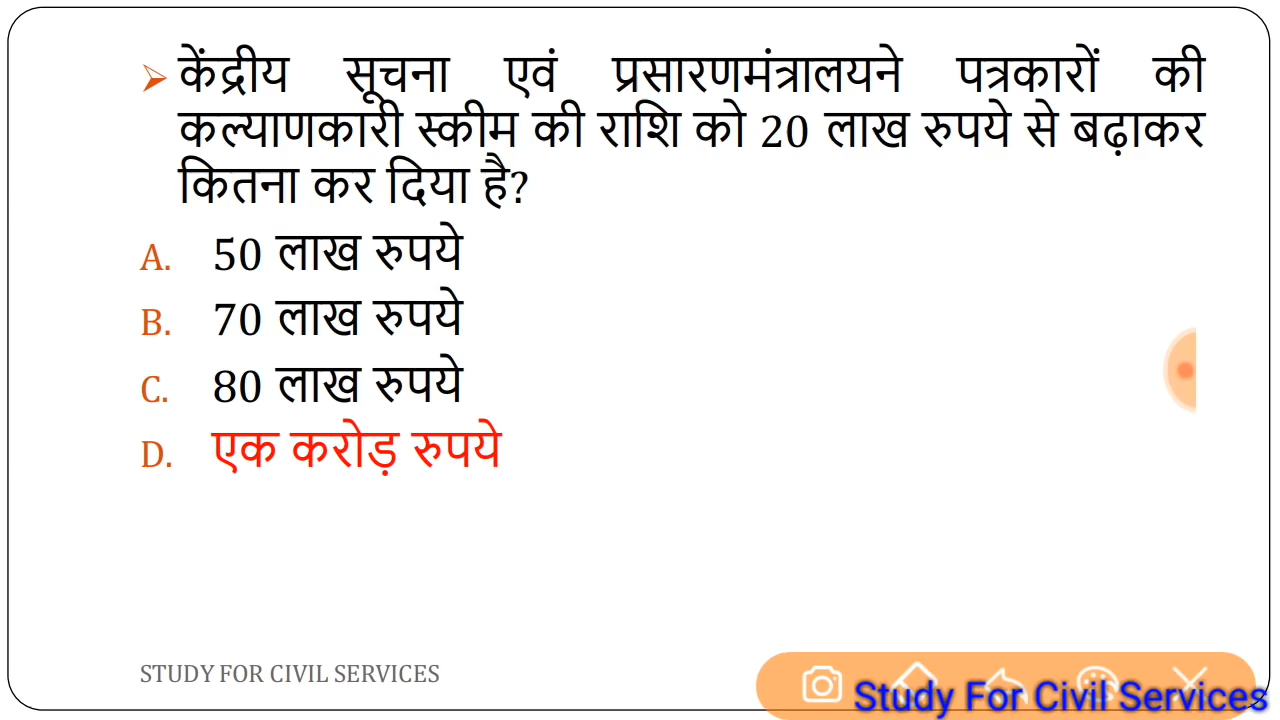 ➢ केंद्रीय सूचना एवं प्रसारणमंत्रालयने पत्रकारों की
कल्याणकारी स्कीम की राशि को 20 लाख रुपये से बढ़ाकर
कितना कर दिया है?
A. 50 लाख रुपये
B. 70 लाख रुपये
C. 80 लाख रुपये
D. एक करोड़ रुपये
STUDY FOR CIVIL SERVICES
Study For Civil Services